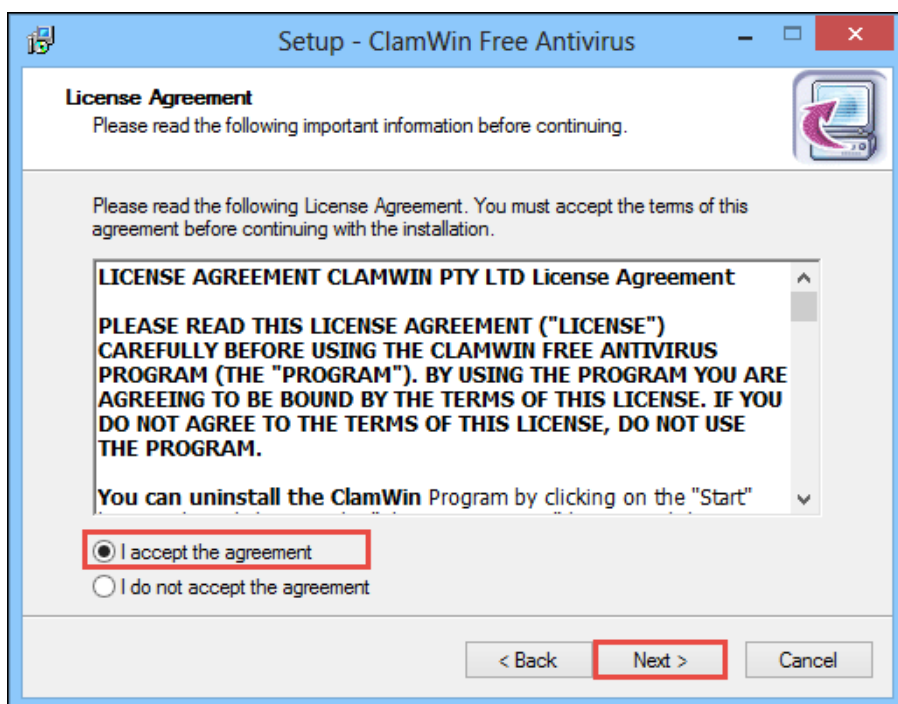 Setup - ClamWin Free Antivirus
License Agreement
Please read the following important information before continuing.
Please read the following License Agreement. You must accept the terms of this
agreement before continuing with the installation.
LICENSE AGREEMENT CLAMWIN PTY LTD License Agreement
PLEASE READ THIS LICENSE AGREEMENT ("LICENSE")
CAREFULLY BEFORE USING THE CLAMWIN FREE ANTIVIRUS
PROGRAM (THE "PROGRAM"). BY USING THE PROGRAM YOU ARE
AGREEING TO BE BOUND BY THE TERMS OF THIS LICENSE. IF YOU
DO NOT AGREE TO THE TERMS OF THIS LICENSE, DO NOT USE
THE PROGRAM.
You can uninstall the ClamWin Program by clicking on the "Start"
I accept the agreement
I do not accept the agreement
< Back
Next >
Cancel